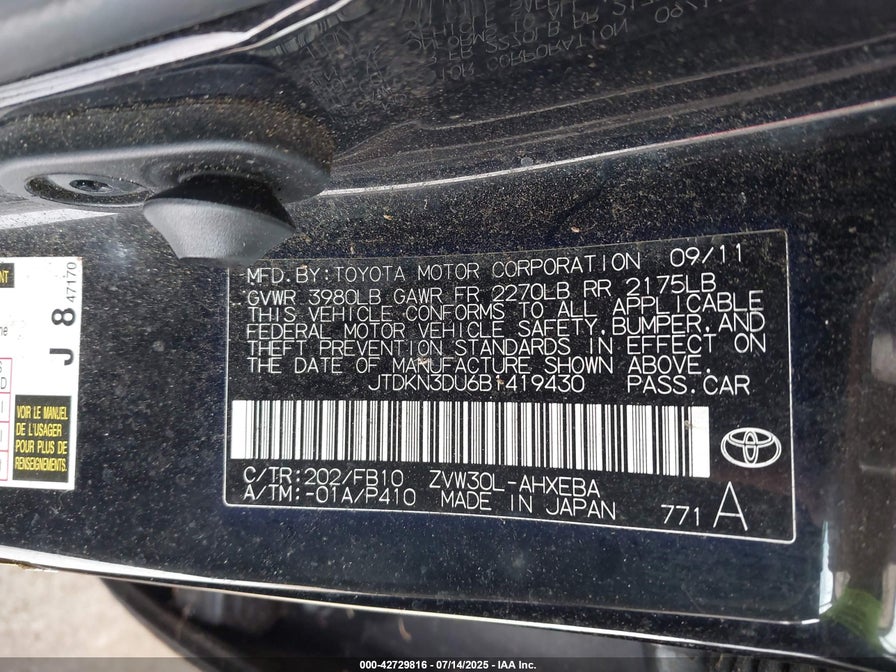 MFD.BY:TOYOTA MOTOR CORPORATION 09/11
GVWR 3980LB GAWR FR 2270LB RR 2175LB
THIS VEHICLE CONFORMS TO ALL APPLICABLE
FEDERAL MOTOR VEHICLE SAFETY,BUMPER,AND
THEFT PREVENTION STANDARDS IN EFFECT ON
THE DATE OF MANUFACTURE SHOWN ABOVE.
JTDKN3DU6B1419430 PASS.CAR
C/TR:202/FB10 ZVW30L-AHXEBA
A/TM:-01A/P410 MADE IN JAPAN
771 A
J 8 47170
VOIR LE MANUEL
DE L'USAGER
POUR PLUS DE
RENSEIGNEMENTS.
000-42729816 - 07/14/2025 - IAA Inc.